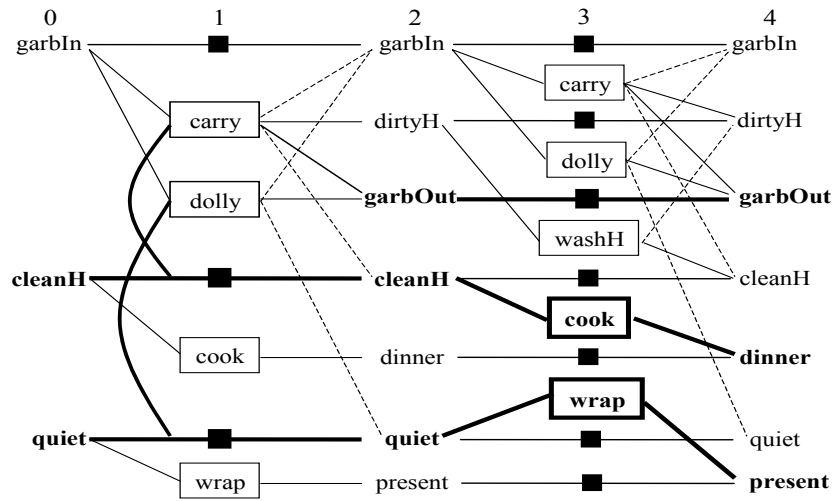 0 1 2 3 4
garbIn garbIn garbIn
carry
carry dirtyH dirtyH
dolly
dolly garbOut garbOut
washH
cleanH cleanH cleanH
cook
cook dinner dinner
wrap
quiet quiet quiet
wrap present present